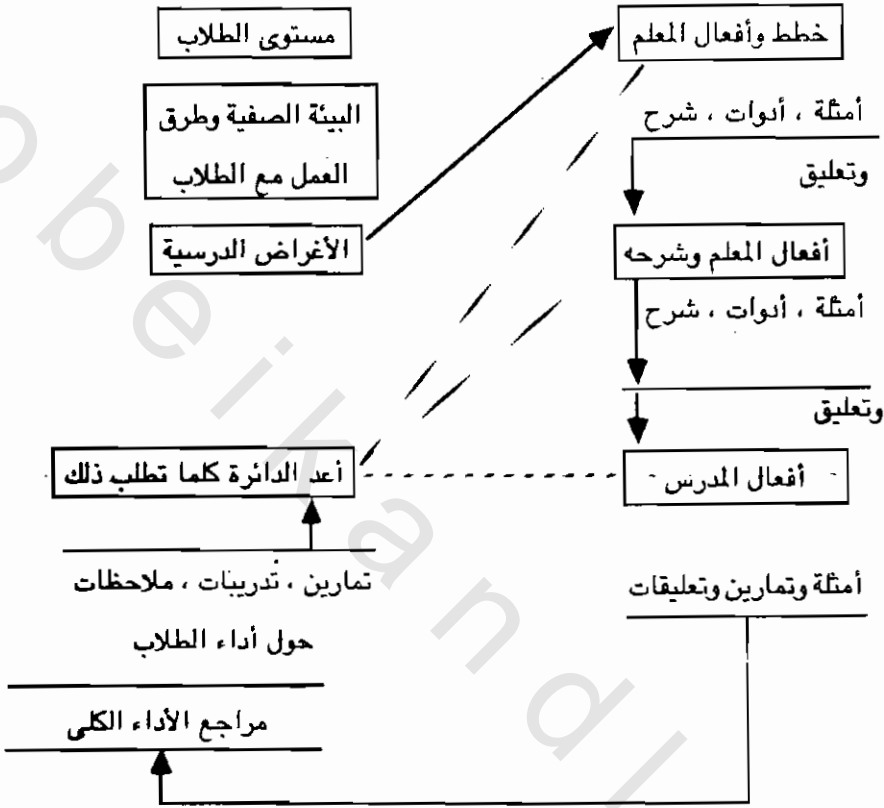 مستوى الطلاب
خطط وأفعال المعلم
البيئة الصفية وطرق
العمل مع الطلاب
أمثلة ، أدوات ، شرح
وتعليق
الأغراض الدرسية
أفعال المعلم وشرحه
أمثلة ، أدوات ، شرح
وتعليق
أعد الدائرة كلما تطلب ذلك
أفعال المدرس
تمارين ، تدريبات ، ملاحظات
حول أداء الطلاب
أمثلة وتمارين وتعليقات
مراجع الأداء الكلى
obeikandl